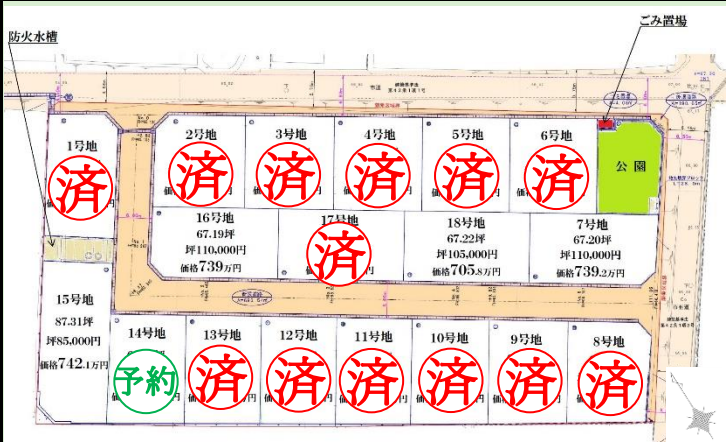 ごみ置場
防火水槽
1号地
済
2号地
済
3号地
済
4号地
済
5号地
済
6号地
済
公園
16号地
67.19坪
坪110,000円
価格739万円
17号地
済
18号地
67.22坪
坪105,000円
価格705.8万円
7号地
67.20坪
坪110,000円
価格739.2万円
15号地
87.31坪
坪85,000円
価格742.1万円
14号地
予約
13号地
済
12号地
済
11号地
済
10号地
済
9号地
済
8号地
済